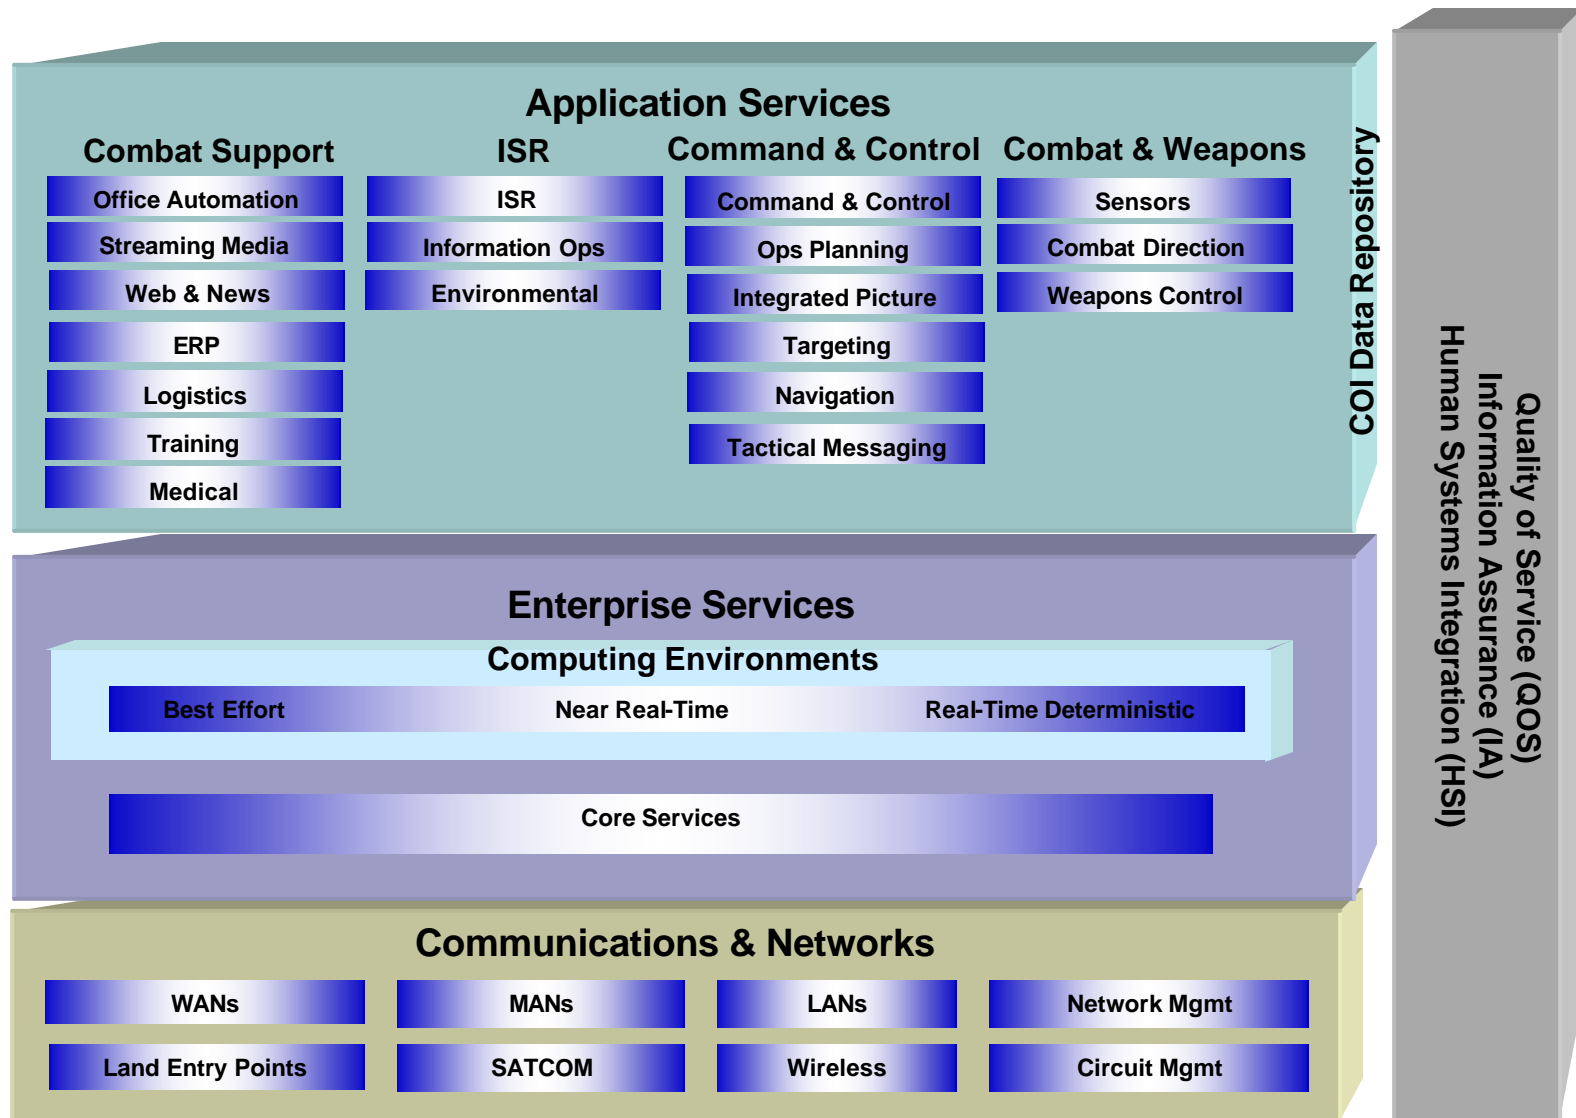 Application Services
Combat Support
Office Automation
Streaming Media
Web & News
ERP
Logistics
Training
Medical
ISR
ISR
Information Ops
Environmental
Command & Control
Command & Control
Ops Planning
Integrated Picture
Targeting
Navigation
Tactical Messaging
Combat & Weapons
Sensors
Combat Direction
Weapons Control
COI Data Repository
Enterprise Services
Computing Environments
Best Effort
Near Real-Time
Real-Time Deterministic
Core Services
Communications & Networks
WANs
MANs
LANs
Network Mgmt
Land Entry Points
SATCOM
Wireless
Circuit Mgmt
Quality of Service (QOS)
Information Assurance (IA)
Human Systems Integration (HSI)